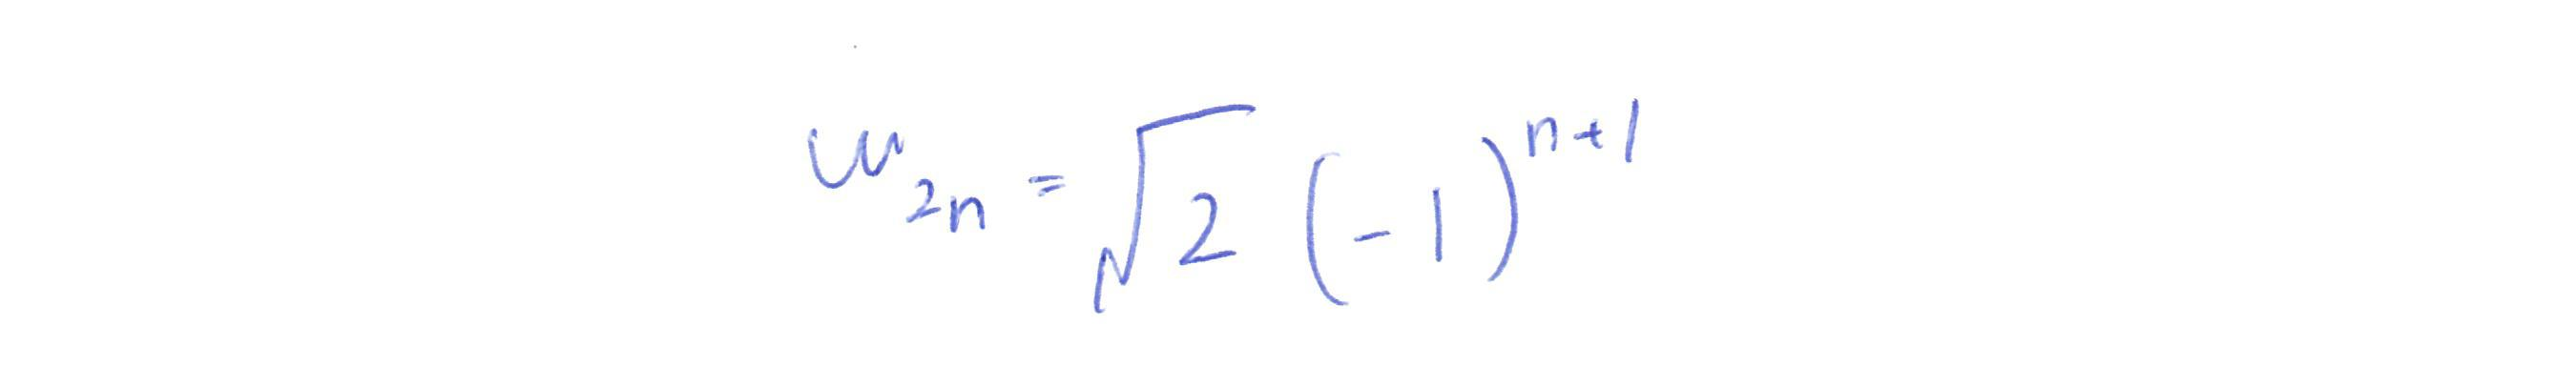 w_{2n} = \sqrt{2} (-1)^{n+1}